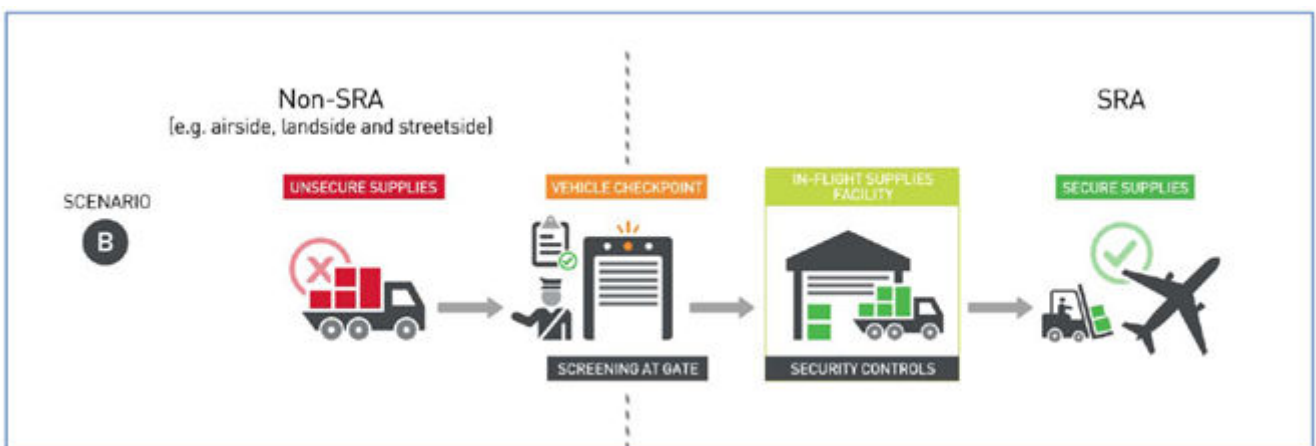 Non-SRA
[e.g. airside, landside and streetside]
SRA
SCENARIO
B
UNSECURE SUPPLIES
VEHICLE CHECKPOINT
SCREENING AT GATE
IN-FLIGHT SUPPLIES
FACILITY
SECURITY CONTROLS
SECURE SUPPLIES